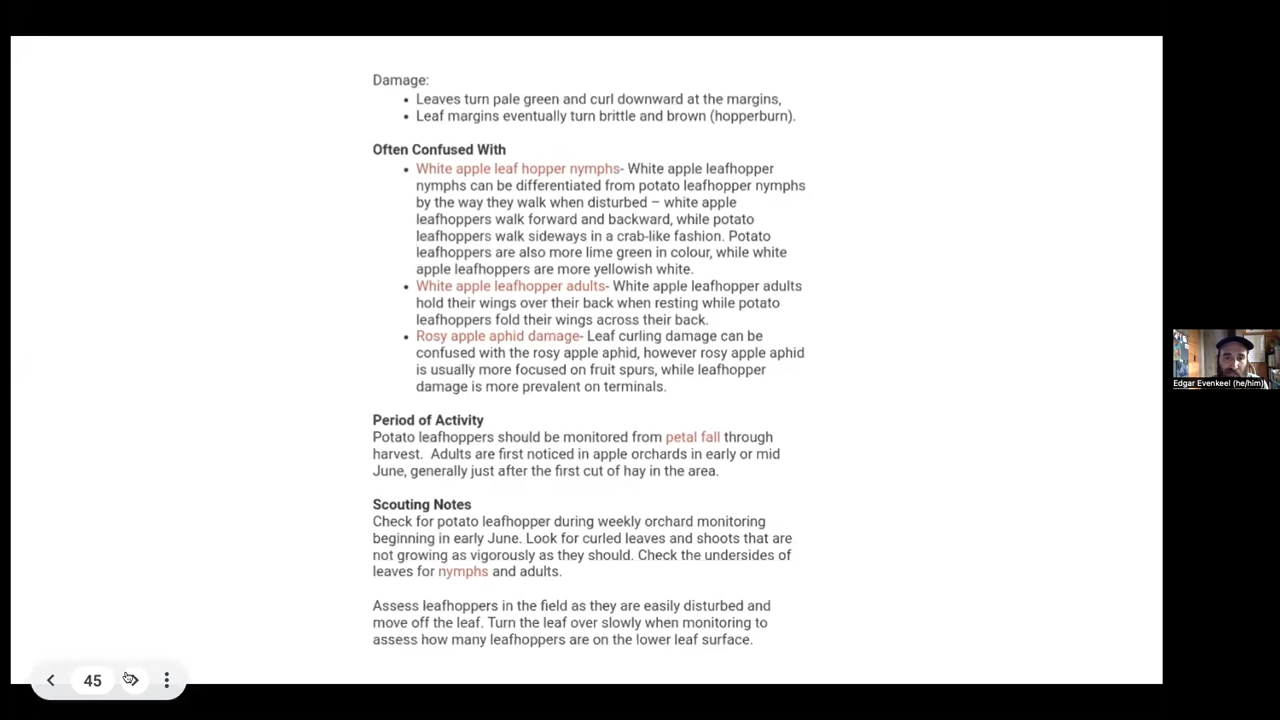 Damage:
• Leaves turn pale green and curl downward at the margins,
• Leaf margins eventually turn brittle and brown (hopperburn).
Often Confused With
• White apple leaf hopper nymphs- White apple leafhopper
nymphs can be differentiated from potato leafhopper nymphs
by the way they walk when disturbed – white apple
leafhoppers walk forward and backward, while potato
leafhoppers walk sideways in a crab-like fashion. Potato
leafhoppers are also more lime green in colour, while white
apple leafhoppers are more yellowish white.
• White apple leafhopper adults- White apple leafhopper adults
hold their wings over their back when resting while potato
leafhoppers fold their wings across their back.
• Rosy apple aphid damage- Leaf curling damage can be
confused with the rosy apple aphid, however rosy apple aphid
is usually more focused on fruit spurs, while leafhopper
damage is more prevalent on terminals.
Period of Activity
Potato leafhoppers should be monitored from petal fall through
harvest. Adults are first noticed in apple orchards in early or mid
June, generally just after the first cut of hay in the area.
Scouting Notes
Check for potato leafhopper during weekly orchard monitoring
beginning in early June. Look for curled leaves and shoots that are
not growing as vigorously as they should. Check the undersides of
leaves for nymphs and adults.
Assess leafhoppers in the field as they are easily disturbed and
move off the leaf. Turn the leaf over slowly when monitoring to
assess how many leafhoppers are on the lower leaf surface.
45
Edgar Evenkeel (he/him)